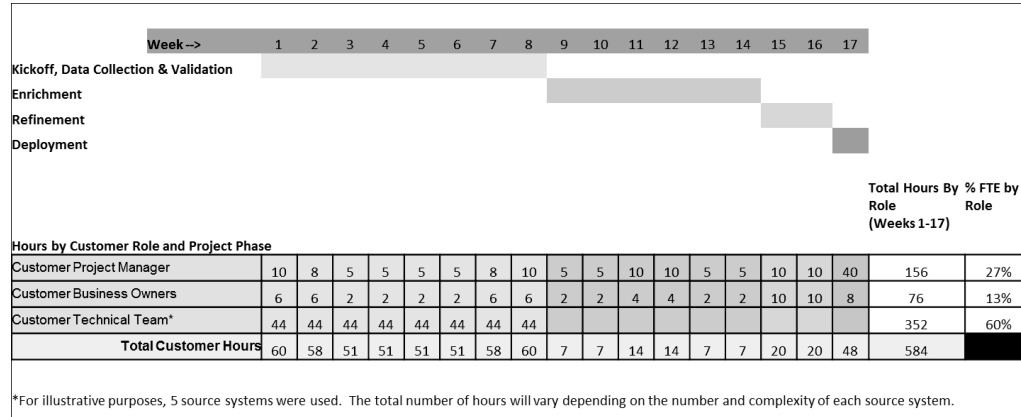 Week --> 1 2 3 4 5 6 7 8 9 10 11 12 13 14 15 16 17
Kickoff, Data Collection & Validation
Enrichment
Refinement
Deployment
Total Hours By Role (Weeks 1-17)
% FTE by Role
Hours by Customer Role and Project Phase
Customer Project Manager 10 8 5 5 5 5 8 10 5 5 10 10 5 5 10 10 40 156 27%
Customer Business Owners 6 6 2 2 2 2 6 6 2 2 4 4 2 2 10 10 8 76 13%
Customer Technical Team* 44 44 44 44 44 44 44 44 352 60%
Total Customer Hours 60 58 51 51 51 51 58 60 7 7 14 14 7 7 20 20 48 584
*For illustrative purposes, 5 source systems were used. The total number of hours will vary depending on the number and complexity of each source system.